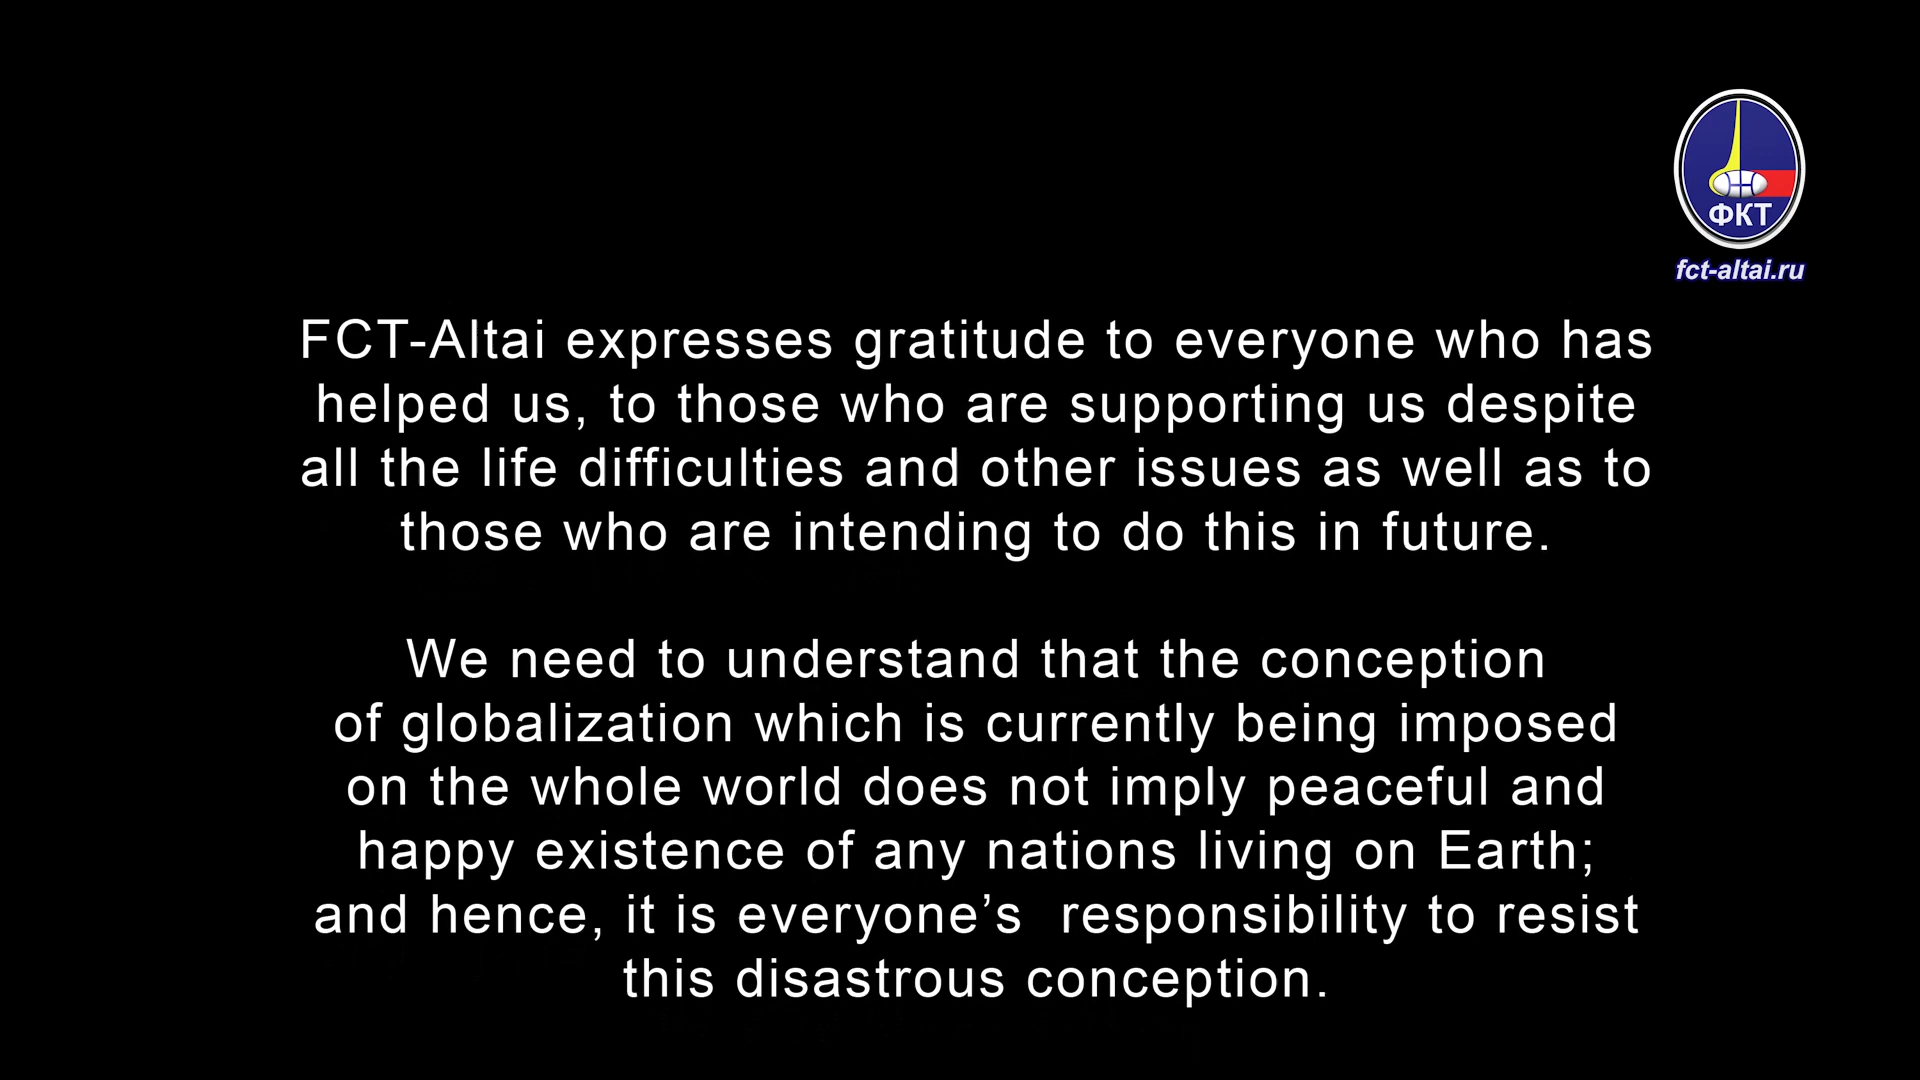 ФКТ
fct-altai.ru
FCT-Altai expresses gratitude to everyone who has
helped us, to those who are supporting us despite
all the life difficulties and other issues as well as to
those who are intending to do this in future.
We need to understand that the conception
of globalization which is currently being imposed
on the whole world does not imply peaceful and
happy existence of any nations living on Earth;
and hence, it is everyone’s  responsibility to resist
this disastrous conception.